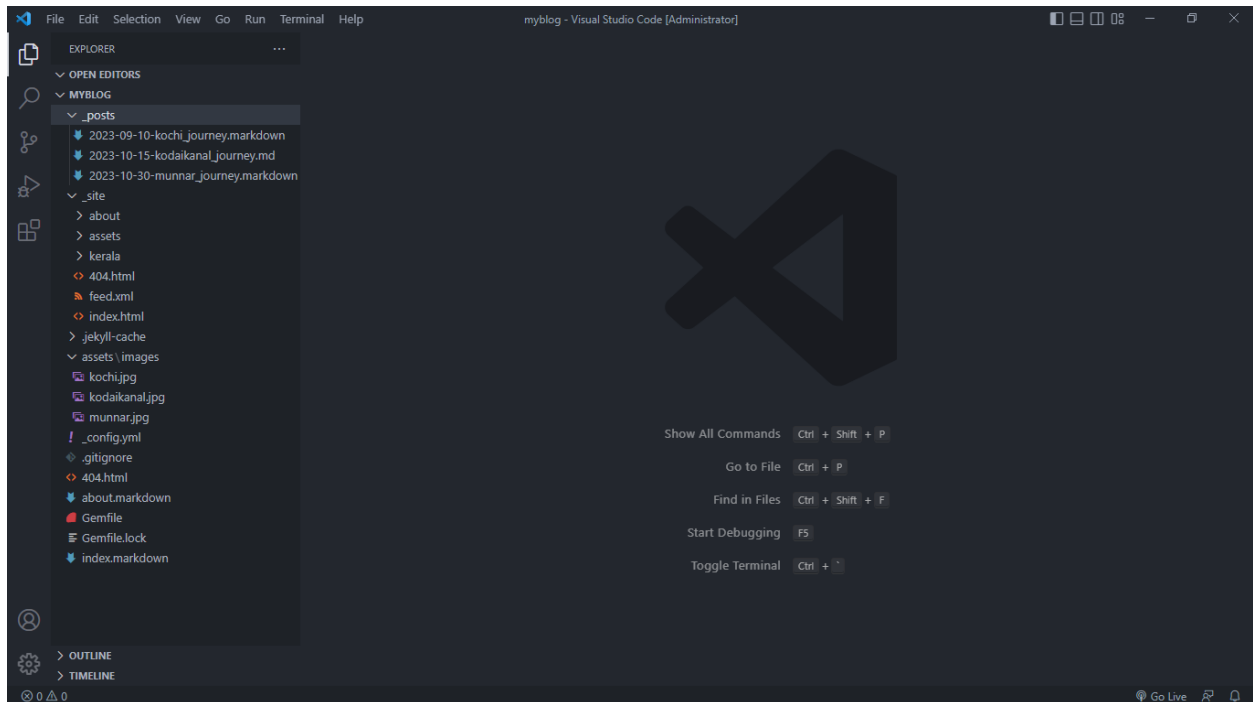 File Edit Selection View Go Run Terminal Help
myblog - Visual Studio Code [Administrator]
EXPLORER
OPEN EDITORS
MYBLOG
_posts
2023-09-10-kochi_journey.markdown
2023-10-15-kodaikanal_journey.md
2023-10-30-munnar_journey.markdown
_site
about
assets
kerala
404.html
feed.xml
index.html
.jekyll-cache
assets\images
kochi.jpg
kodaikanal.jpg
munnar.jpg
_config.yml
.gitignore
404.html
about.markdown
Gemfile
Gemfile.lock
index.markdown
OUTLINE
TIMELINE
Show All Commands Ctrl + Shift + P
Go to File Ctrl + P
Find in Files Ctrl + Shift + F
Start Debugging F5
Toggle Terminal Ctrl + `
0 0
Go Live